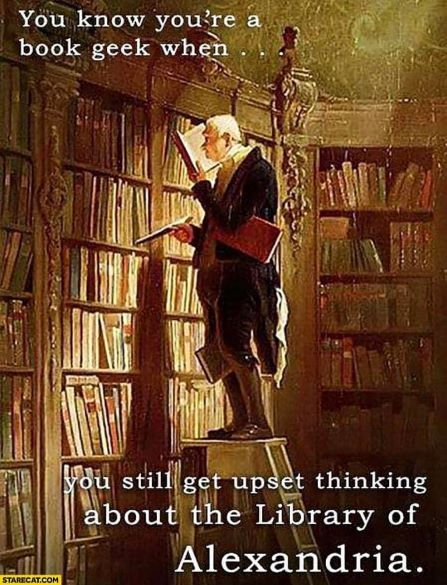 You know you're a
book geek when . . .
you still get upset thinking
about the Library of
Alexandria.
STARECAT.COM